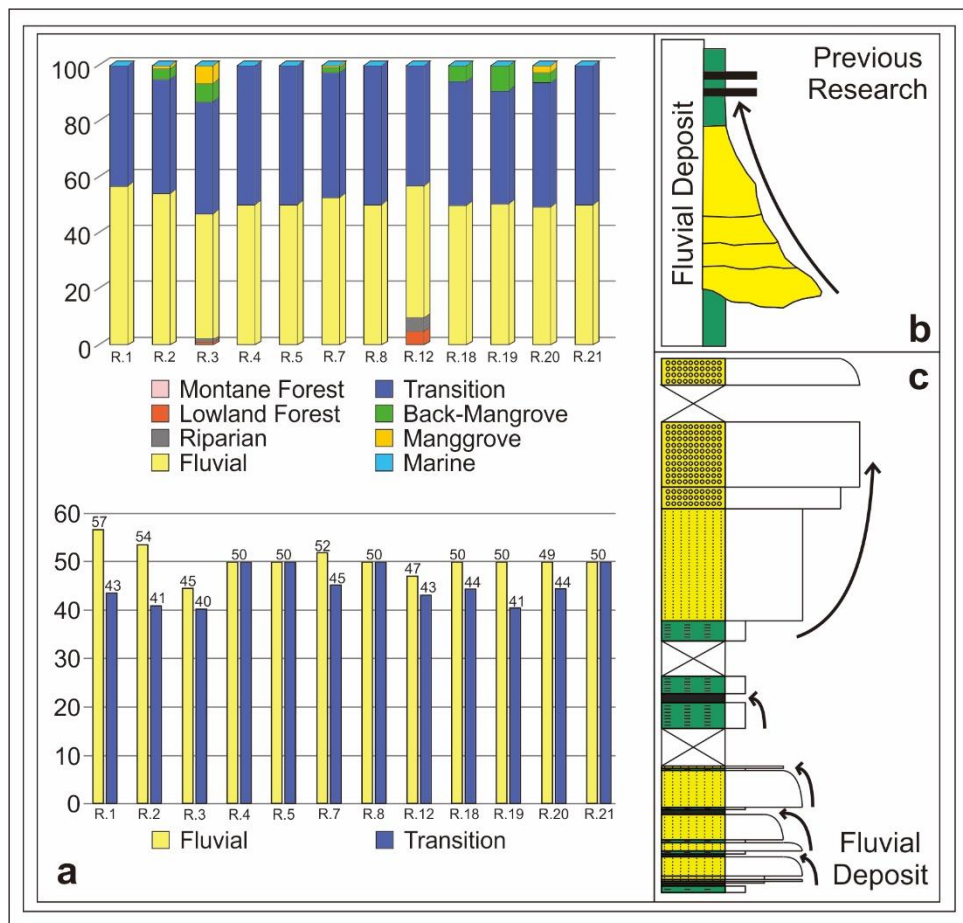 100
80
60
40
20
0
R.1 R.2 R.3 R.4 R.5 R.7 R.8 R.12 R.18 R.19 R.20 R.21
Montane Forest Transition
Lowland Forest Back-Mangrove
Riparian Manggrove
Fluvial Marine
60
50
40
30
20
10
0
57 43 54 41 45 40 50 50 52 45 50 47 43 50 44 50 41 49 44 50
R.1 R.2 R.3 R.4 R.5 R.7 R.8 R.12 R.18 R.19 R.20 R.21
Fluvial Transition
a
Fluvial Deposit
Previous
Research
b
c
Fluvial
Deposit